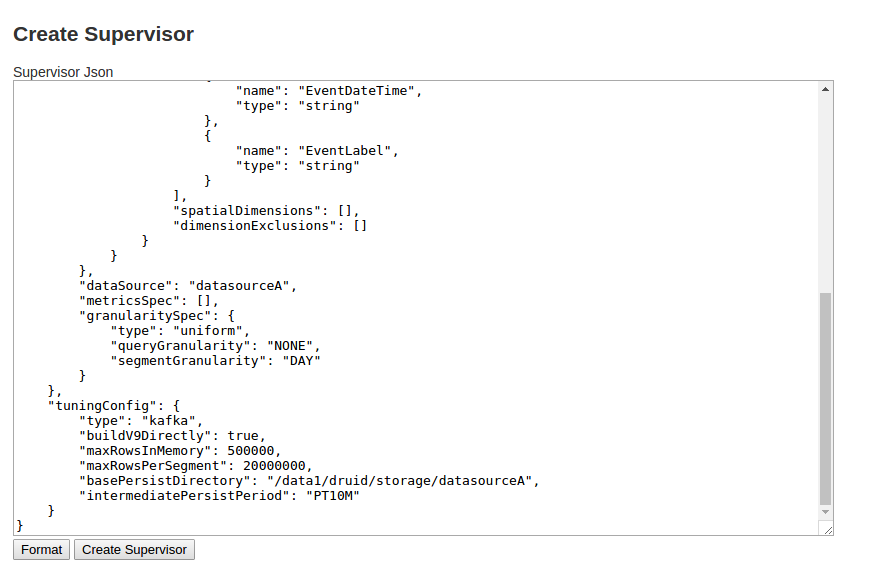 Create Supervisor
Supervisor Json
"name": "EventDateTime",
"type": "string"
},
{
"name": "EventLabel",
"type": "string"
}
],
"spatialDimensions": [],
"dimensionExclusions": []
}
}
},
"dataSource": "datasourceA",
"metricsSpec": [],
"granularitySpec": {
"type": "uniform",
"queryGranularity": "NONE",
"segmentGranularity": "DAY"
}
},
"tuningConfig": {
"type": "kafka",
"buildV9Directly": true,
"maxRowsInMemory": 500000,
"maxRowsPerSegment": 20000000,
"basePersistDirectory": "/data1/druid/storage/datasourceA",
"intermediatePersistPeriod": "PT10M"
}
}
Format Create Supervisor